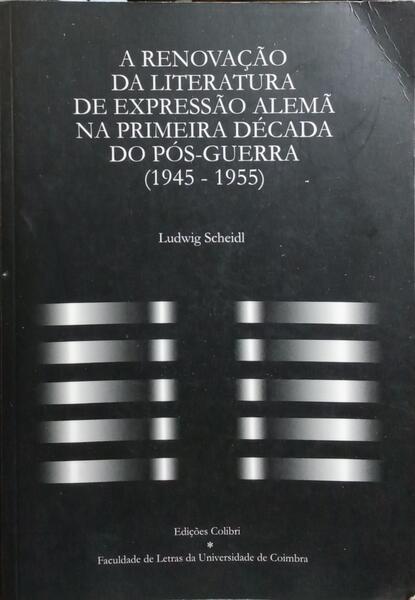 A RENOVAÇÃO
DA LITERATURA
DE EXPRESSÃO ALEMÃ
NA PRIMEIRA DÉCADA
DO PÓS-GUERRA
(1945 - 1955)
Ludwig Scheidl
Edições Colibri
*
Faculdade de Letras da Universidade de Coimbra